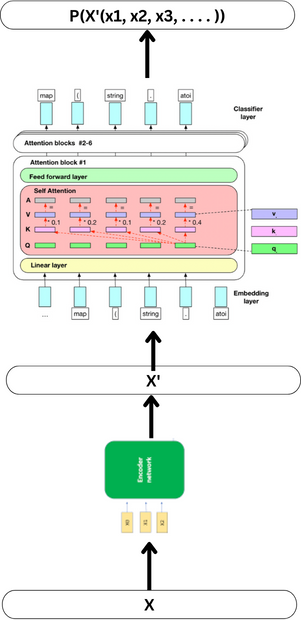 P(X'(x1, x2, x3, . . . . ))
map ( string , atoi
Classifier
layer
Attention blocks #2-6
Attention block #1
Feed forward layer
Self Attention
A
= = = = =
V * 0.1 * 0.2 * 0.1 * 0.2 * 0.4 v
K k
Q q
Linear layer
Embedding
layer
... map ( string , atoi
X'
Encoder
network
X0 X1 X2
X